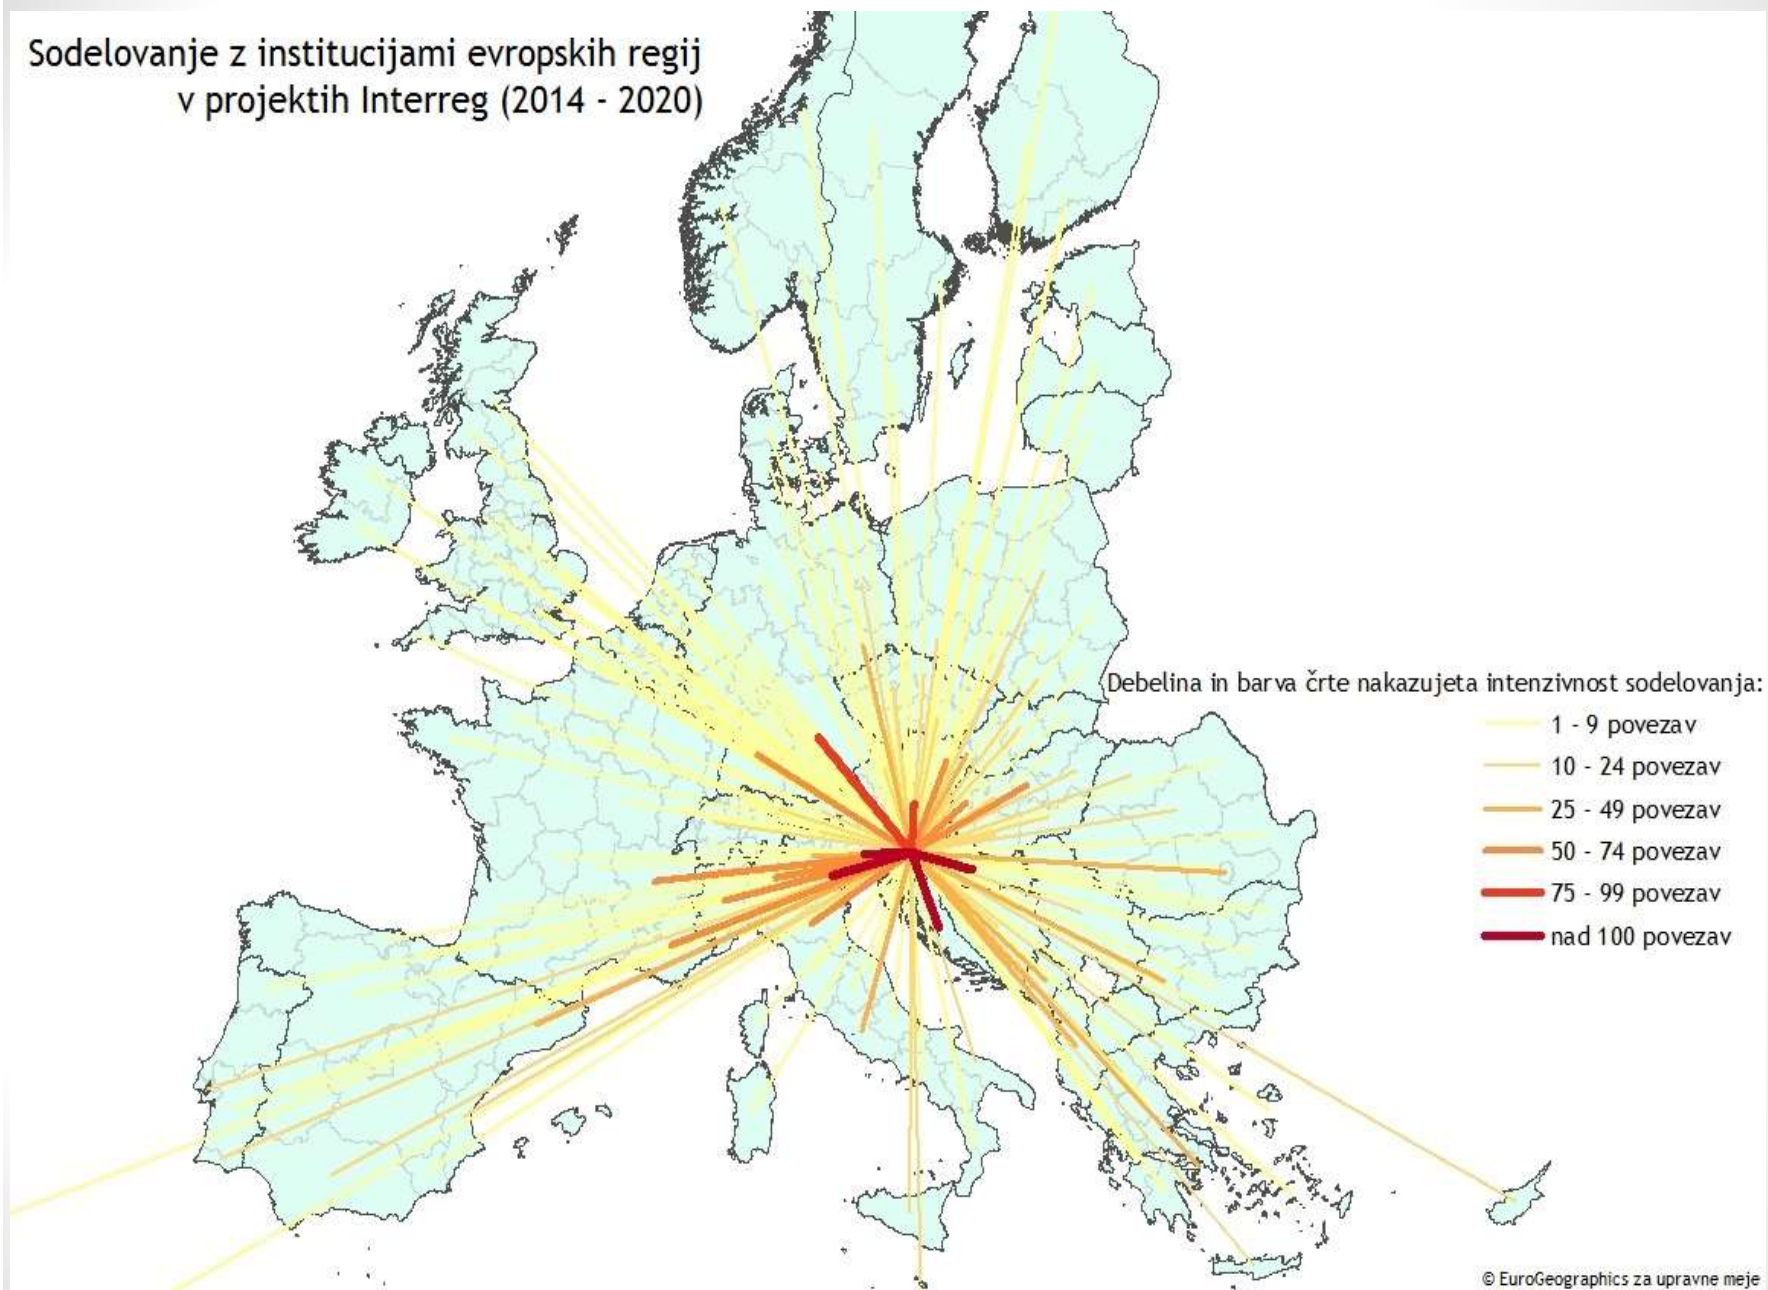 Sodelovanje z institucijami evropskih regij
v projektih Interreg (2014 - 2020)
Debelina in barva črte nakazujeta intenzivnost sodelovanja:
1 - 9 povezav
10 - 24 povezav
25 - 49 povezav
50 - 74 povezav
75 - 99 povezav
nad 100 povezav
© EuroGeographics za upravne meje